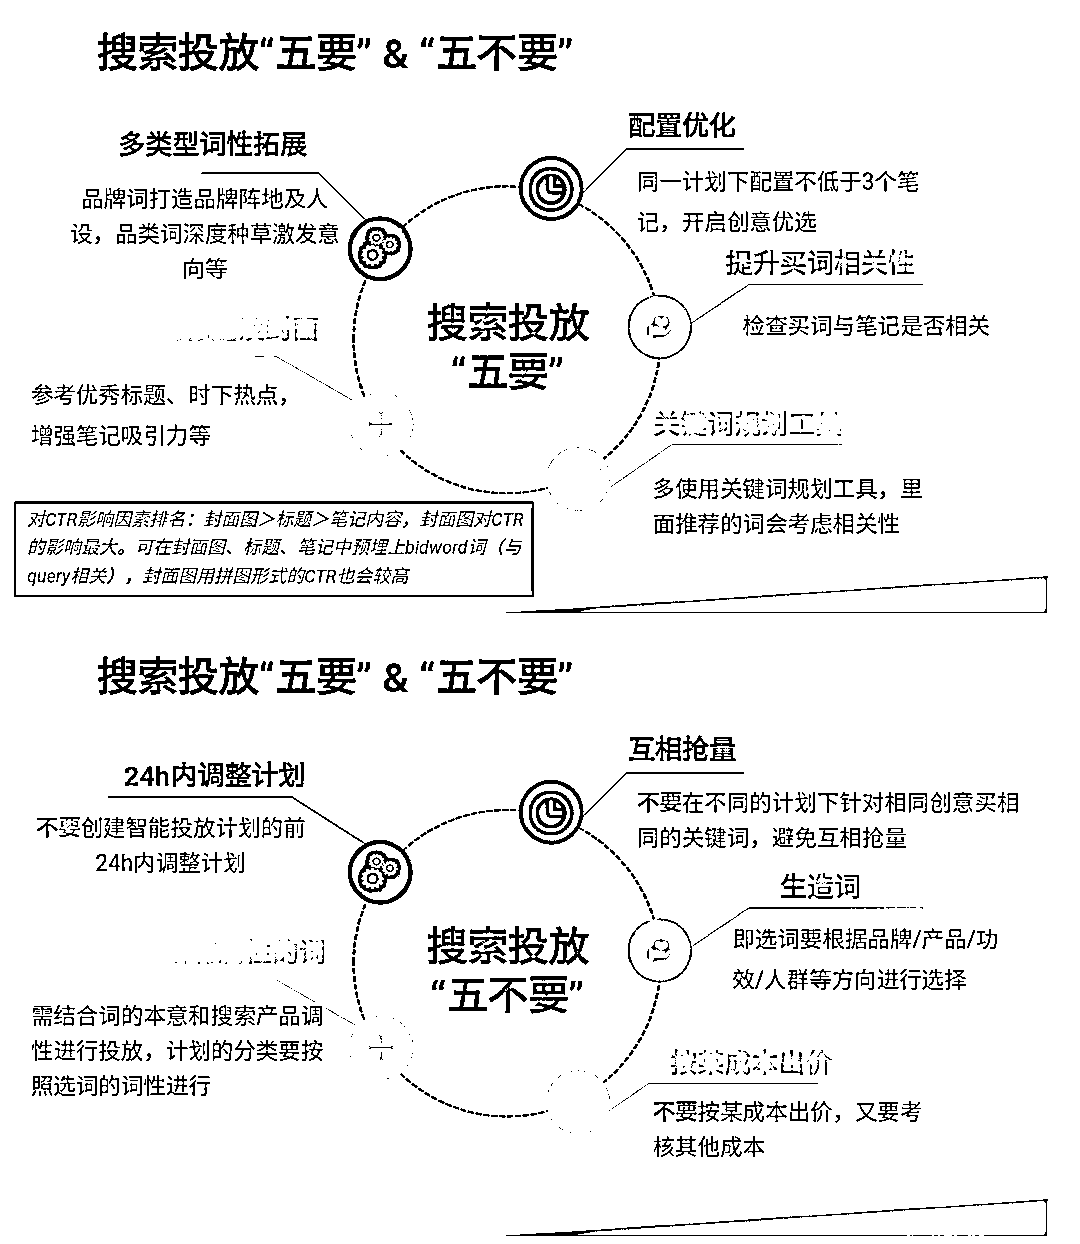 搜索投放“五要” & “五不要”
多类型词性拓展
品牌词打造品牌阵地及人
设，品类词深度种草激发意
向等
配置优化
同一计划下配置不低于3个笔
记，开启创意优选
提升买词相关性
检查买词与笔记是否相关
搜索投放
“五要”
参考优秀标题、时下热点，
增强笔记吸引力等
关键词规划工具
多使用关键词规划工具，里
面推荐的词会考虑相关性
对CTR影响因素排名：封面图＞标题＞笔记内容，封面图对CTR
的影响最大。可在封面图、标题、笔记中预埋上bidword词（与
query相关），封面图用拼图形式的CTR也会较高
搜索投放“五要” & “五不要”
24h内调整计划
不要创建智能投放计划的前
24h内调整计划
互相抢量
不要在不同的计划下针对相同创意买相
同的关键词，避免互相抢量
生造词
即选词要根据品牌/产品/功
效/人群等方向进行选择
搜索投放
“五不要”
需结合词的本意和搜索产品调
性进行投放，计划的分类要按
照选词的词性进行
按某成本出价
不要按某成本出价，又要考
核其他成本